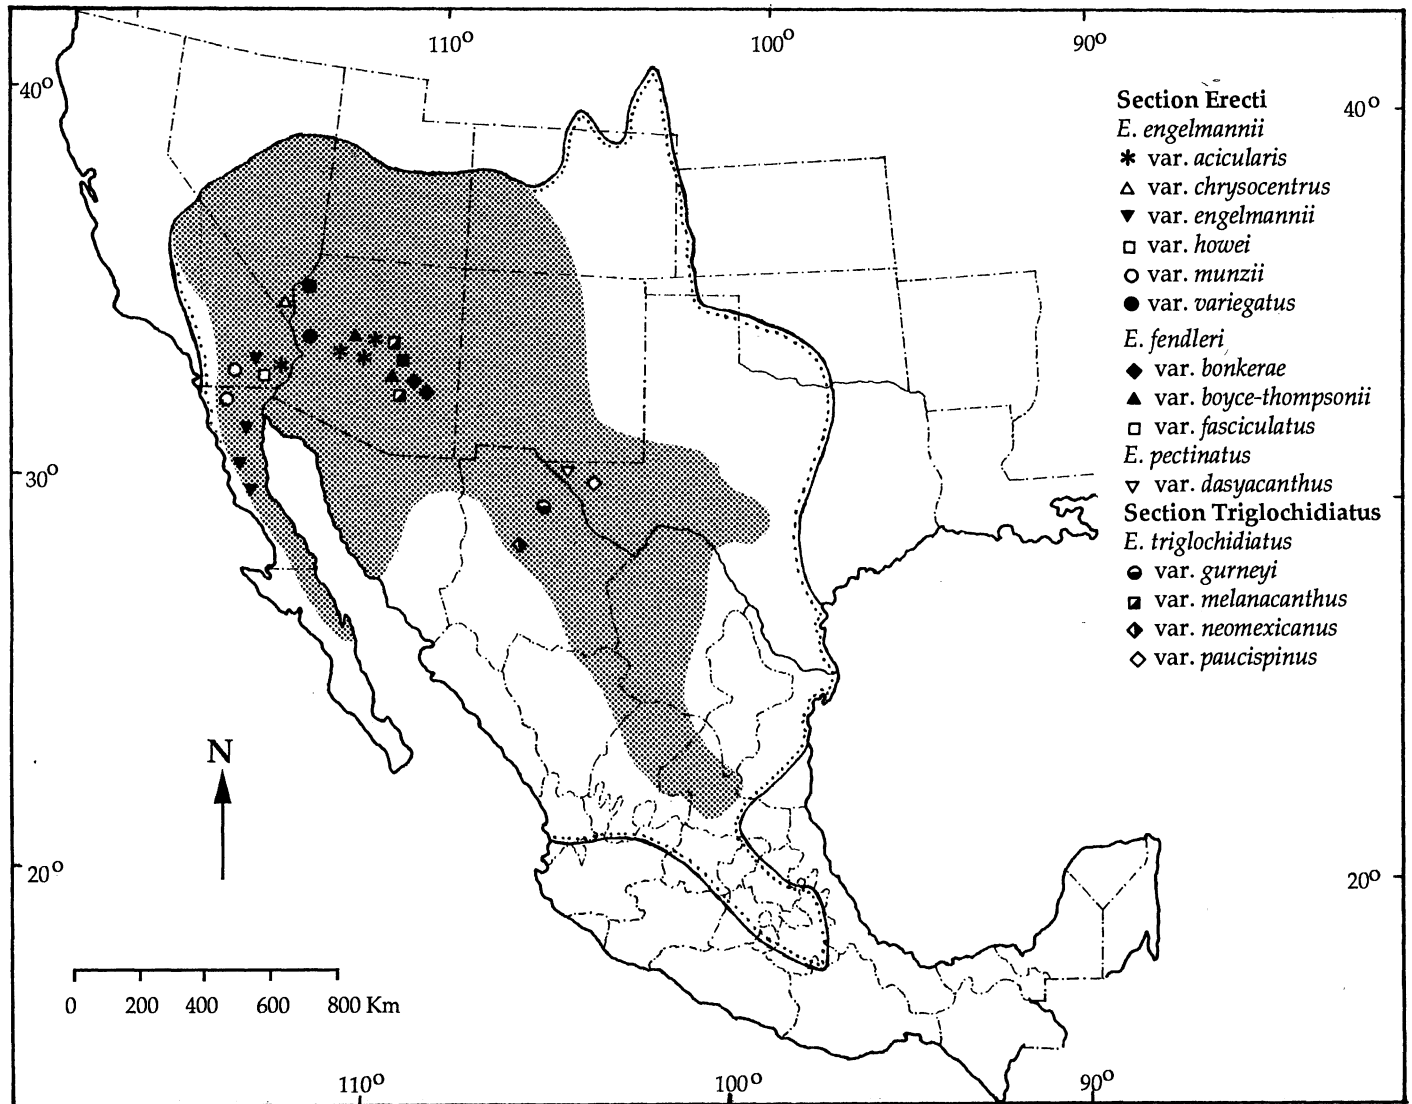 110° 100° 90°
40° 40°
Section Erecti
E. engelmannii
var. acicularis
var. chrysocentrus
var. engelmannii
var. howei
var. munzii
var. variegatus
E. fendleri
var. bonkerae
var. boyce-thompsonii
var. fasciculatus
E. pectinatus
var. dasyacanthus
Section Triglochidiatus
E. triglochidiatus
var. gurneyi
var. melanacanthus
var. neomexicanus
var. paucispinus
30°
N
20° 20°
0 200 400 600 800 Km
110° 100° 90°